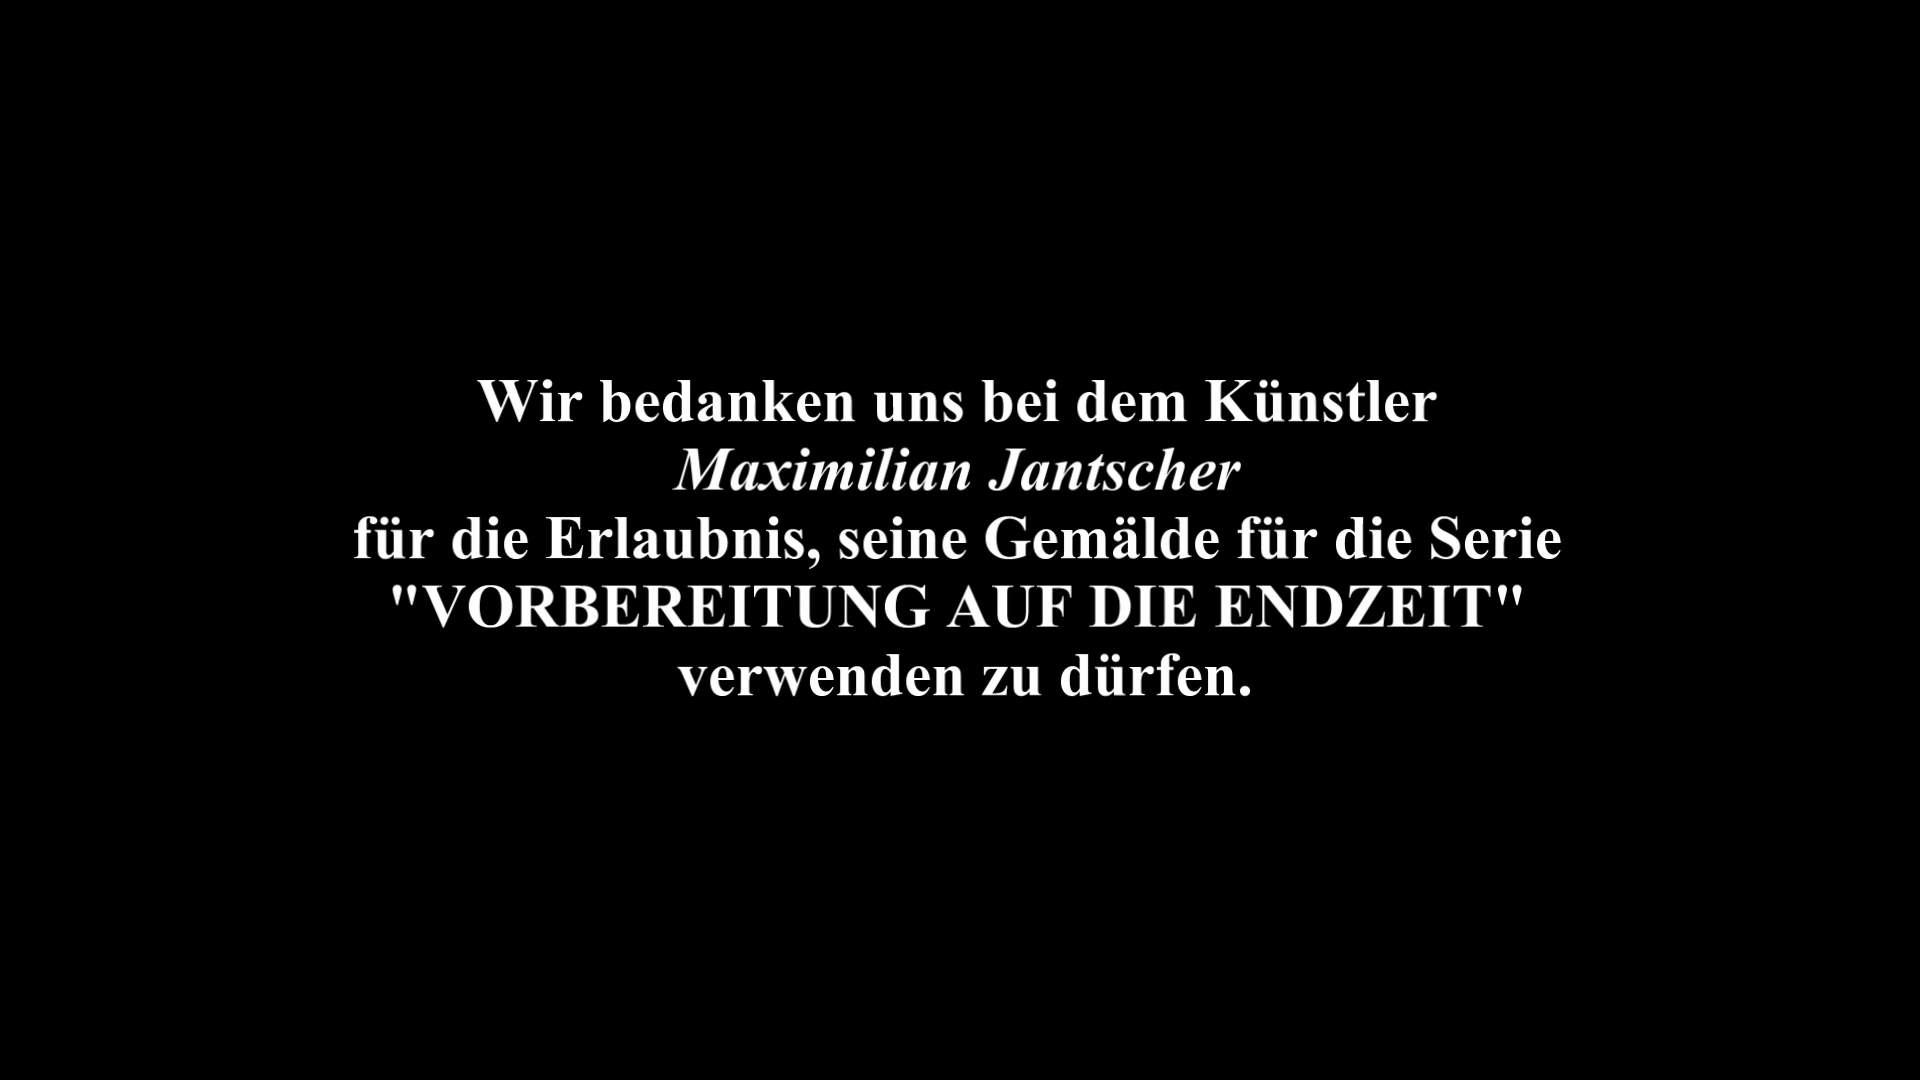 Wir bedanken uns bei dem Künstler
Maximilian Jantscher
für die Erlaubnis, seine Gemälde für die Serie
"VORBEREITUNG AUF DIE ENDZEIT"
verwenden zu dürfen.